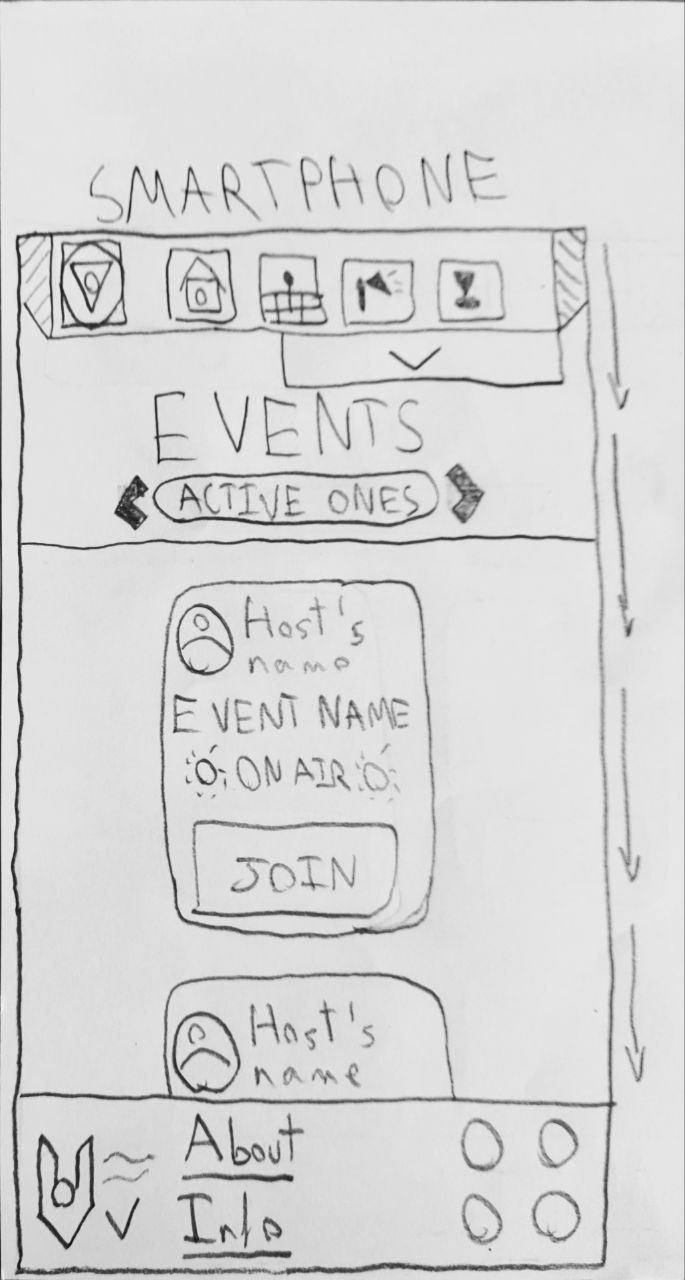 SMARTPHONE
EVENTS
ACTIVE ONES
Host's
name
EVENT NAME
ON AIR
JOIN
Host's
name
About
Info